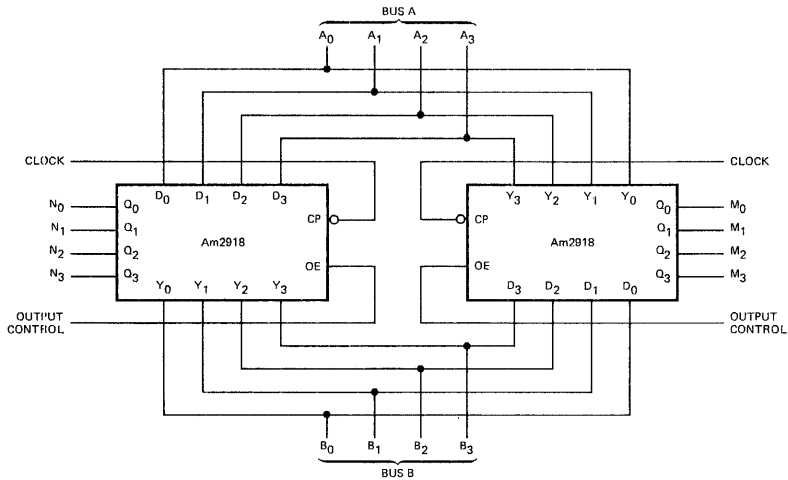 BUS A
A0 A1 A2 A3
CLOCK CLOCK
D0 D1 D2 D3 Y3 Y2 Y1 Y0
N0 Q0 CP CP Q0 M0
N1 Q1 Q1 M1
Am2918 Am2918
N2 Q2 Q2 M2
OE OE
N3 Q3 Q3 M3
Y0 Y1 Y2 Y3 D3 D2 D1 D0
OUTPUT CONTROL OUTPUT CONTROL
B0 B1 B2 B3
BUS B